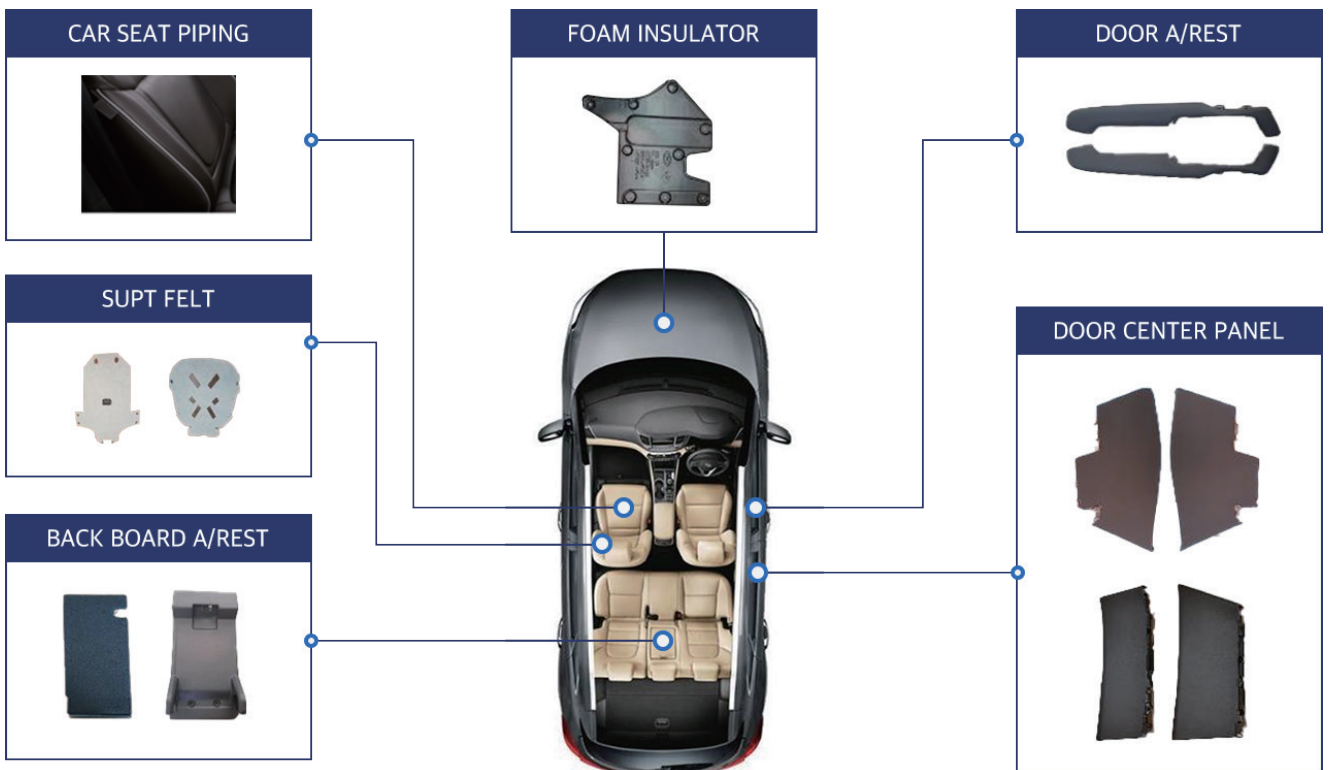 CAR SEAT PIPING
FOAM INSULATOR
DOOR A/REST
SUPT FELT
DOOR CENTER PANEL
BACK BOARD A/REST